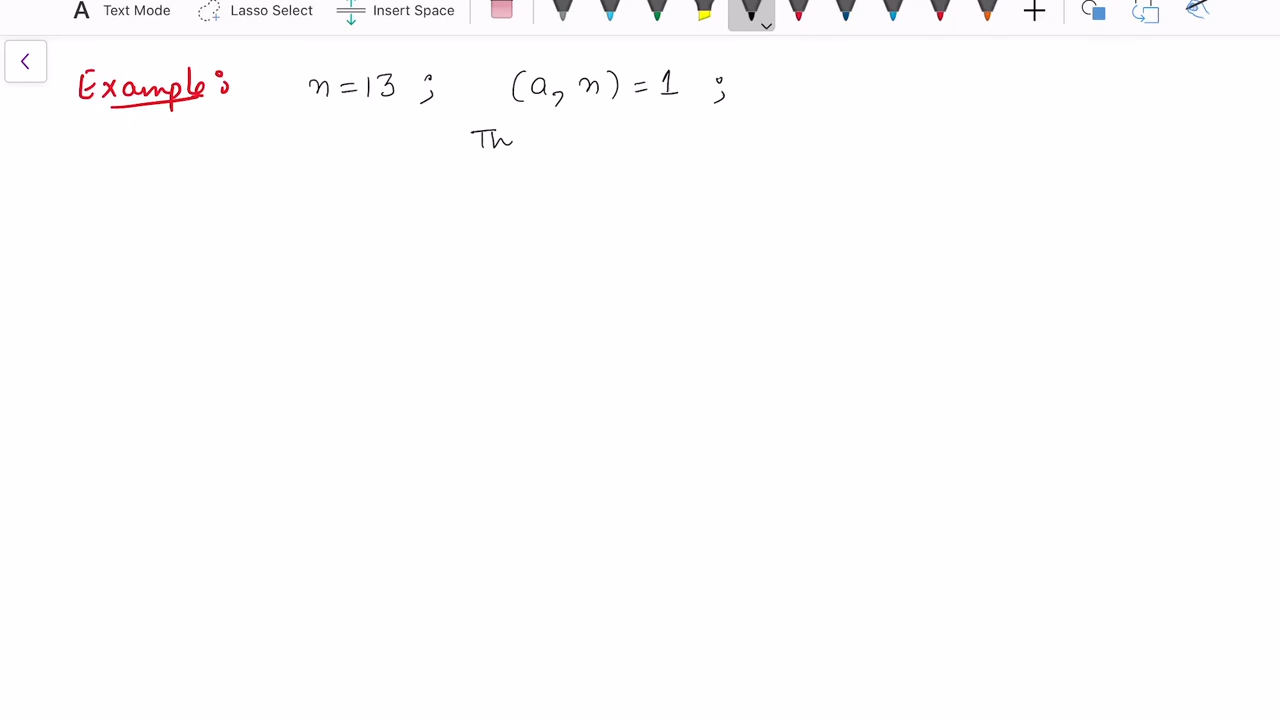 A Text Mode Lasso Select Insert Space
Example: n=13 ; (a, n) = 1 ;
Th